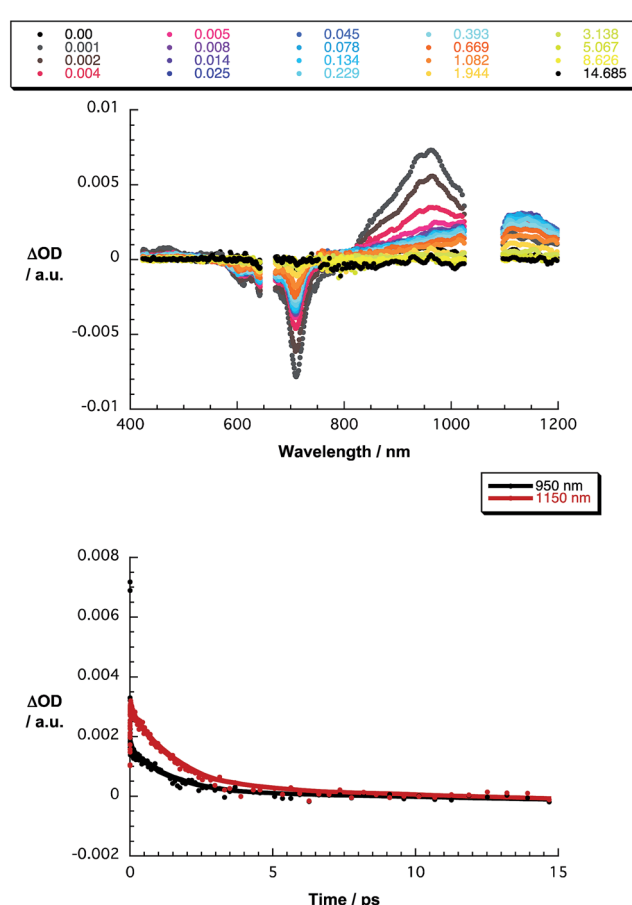 0.00 0.005 0.045 0.393 3.138
0.001 0.008 0.078 0.669 5.067
0.002 0.014 0.134 1.082 8.626
0.004 0.025 0.229 1.944 14.685
0.01
0.005
ΔOD
/ a.u.
0
-0.005
-0.01
400 600 800 1000 1200
Wavelength / nm
950 nm
1150 nm
0.008
0.006
0.004
ΔOD
/ a.u.
0.002
0
-0.002
0 5 10 15
Time / ps